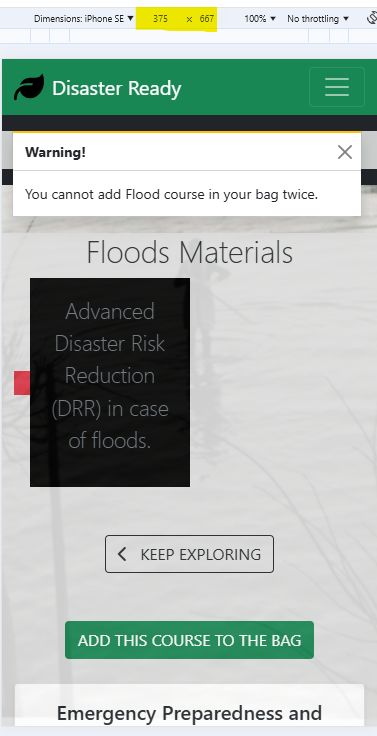 Dimensions: iPhone SE ▼ 375 × 667 100% ▼ No throttling ▼
Disaster Ready
Warning!
You cannot add Flood course in your bag twice.
Floods Materials
Advanced
Disaster Risk
Reduction
(DRR) in case
of floods.
KEEP EXPLORING
ADD THIS COURSE TO THE BAG
Emergency Preparedness and